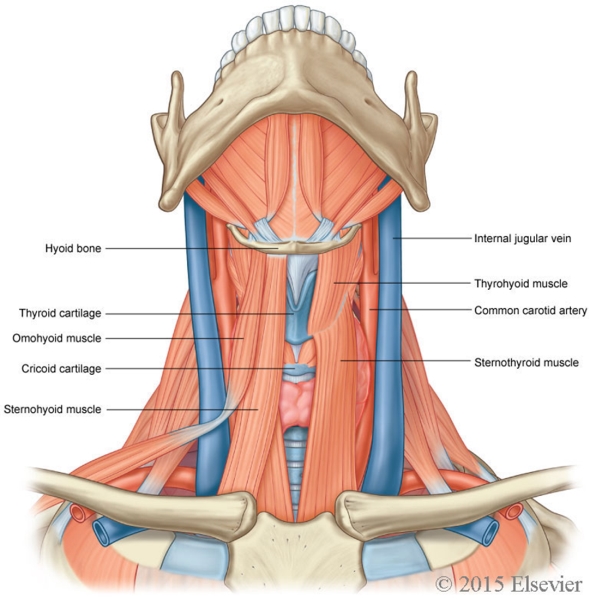 Hyoid bone
Thyroid cartilage
Omohyoid muscle
Cricoid cartilage
Sternohyoid muscle
Internal jugular vein
Thyrohyoid muscle
Common carotid artery
Sternothyroid muscle
© 2015 Elsevier